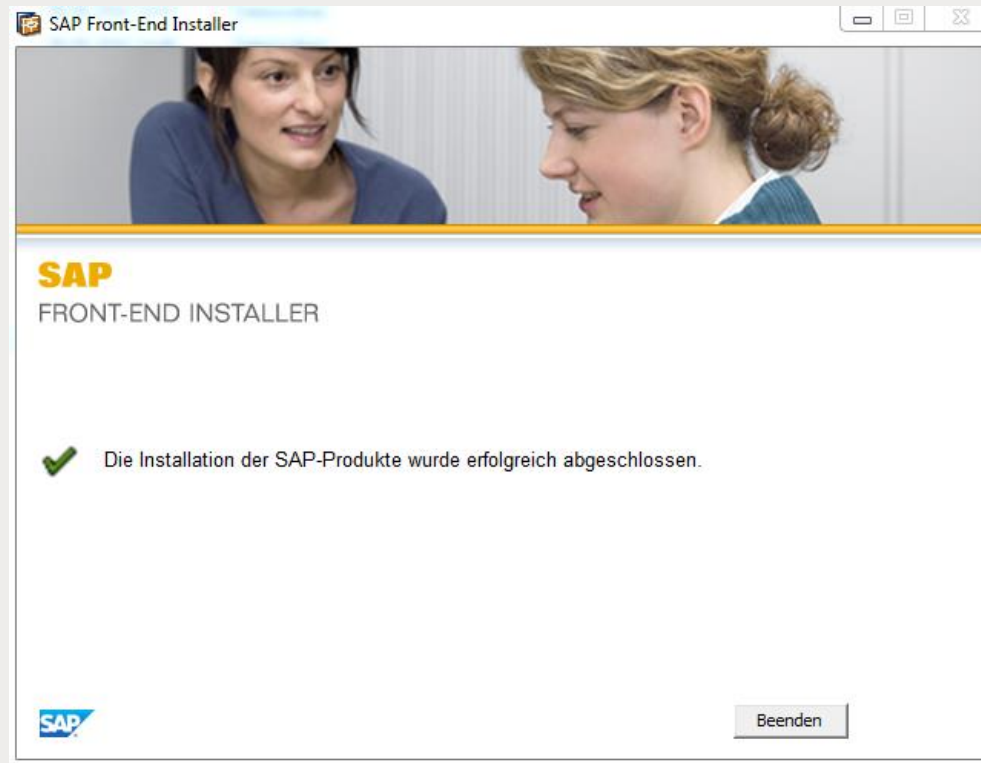 SAP Front-End Installer
SAP
FRONT-END INSTALLER
Die Installation der SAP-Produkte wurde erfolgreich abgeschlossen.
SAP
Beenden